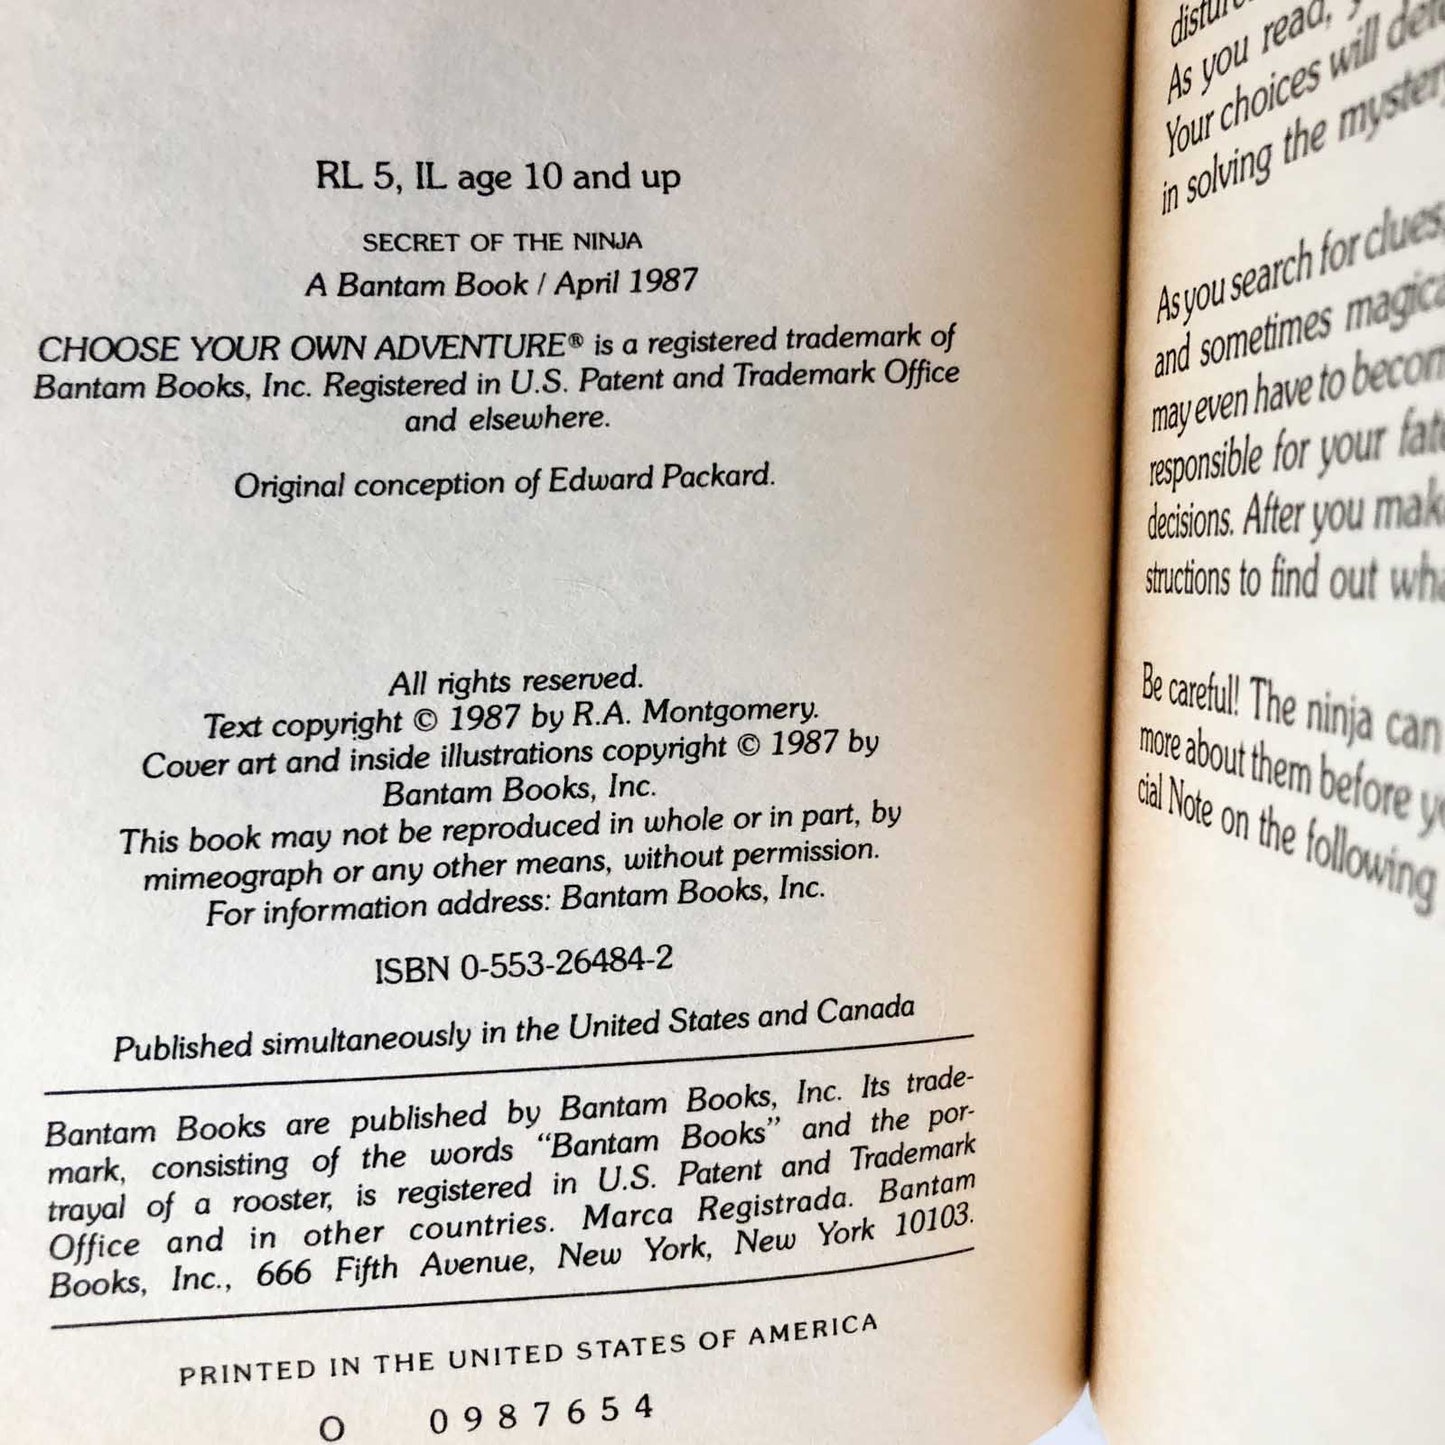 RL 5, IL age 10 and up
SECRET OF THE NINJA
A Bantam Book / April 1987
CHOOSE YOUR OWN ADVENTURE® is a registered trademark of
Bantam Books, Inc. Registered in U.S. Patent and Trademark Office
and elsewhere.
Original conception of Edward Packard.
All rights reserved.
Text copyright © 1987 by R.A. Montgomery.
Cover art and inside illustrations copyright © 1987 by
Bantam Books, Inc.
This book may not be reproduced in whole or in part, by
mimeograph or any other means, without permission.
For information address: Bantam Books, Inc.
ISBN 0-553-26484-2
Published simultaneously in the United States and Canada
Bantam Books are published by Bantam Books, Inc. Its trade-
mark, consisting of the words "Bantam Books" and the por-
trayal of a rooster, is registered in U.S. Patent and Trademark
Office and in other countries. Marca Registrada. Bantam
Books, Inc., 666 Fifth Avenue, New York, New York 10103.
PRINTED IN THE UNITED STATES OF AMERICA
O 0 9 8 7 6 5 4
As you read,
Your choices will
in solving the mystery
As you search for clues,
and sometimes
may even have to
responsible for your
decisions. After you
structions to find out
Be careful! The ninja can
more about them before
cial Note on the following